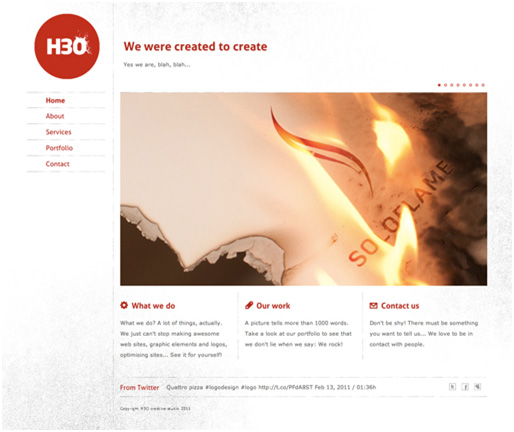 H3O
We were created to create
Yes we are, blah, blah...
Home
About
Services
Portfolio
Contact
SOLOFLAME
What we do
What we do? A lot of things, actually.
We just can't stop making awesome
web sites, graphic elements and logos,
optimising sites... See it for yourself!
Our work
A picture tells more than 1000 words.
Take a look at our portfolio to see that
we don't lie when we say: We rock!
Contact us
Don't be shy! There must be something
you want to tell us... We love to be in
contact with people.
From Twitter Quattro pizza #logodesign #logo http://t.co/PFdA8ST Feb 13, 2011 / 01:36h
Copyright H3O creative studio 2011